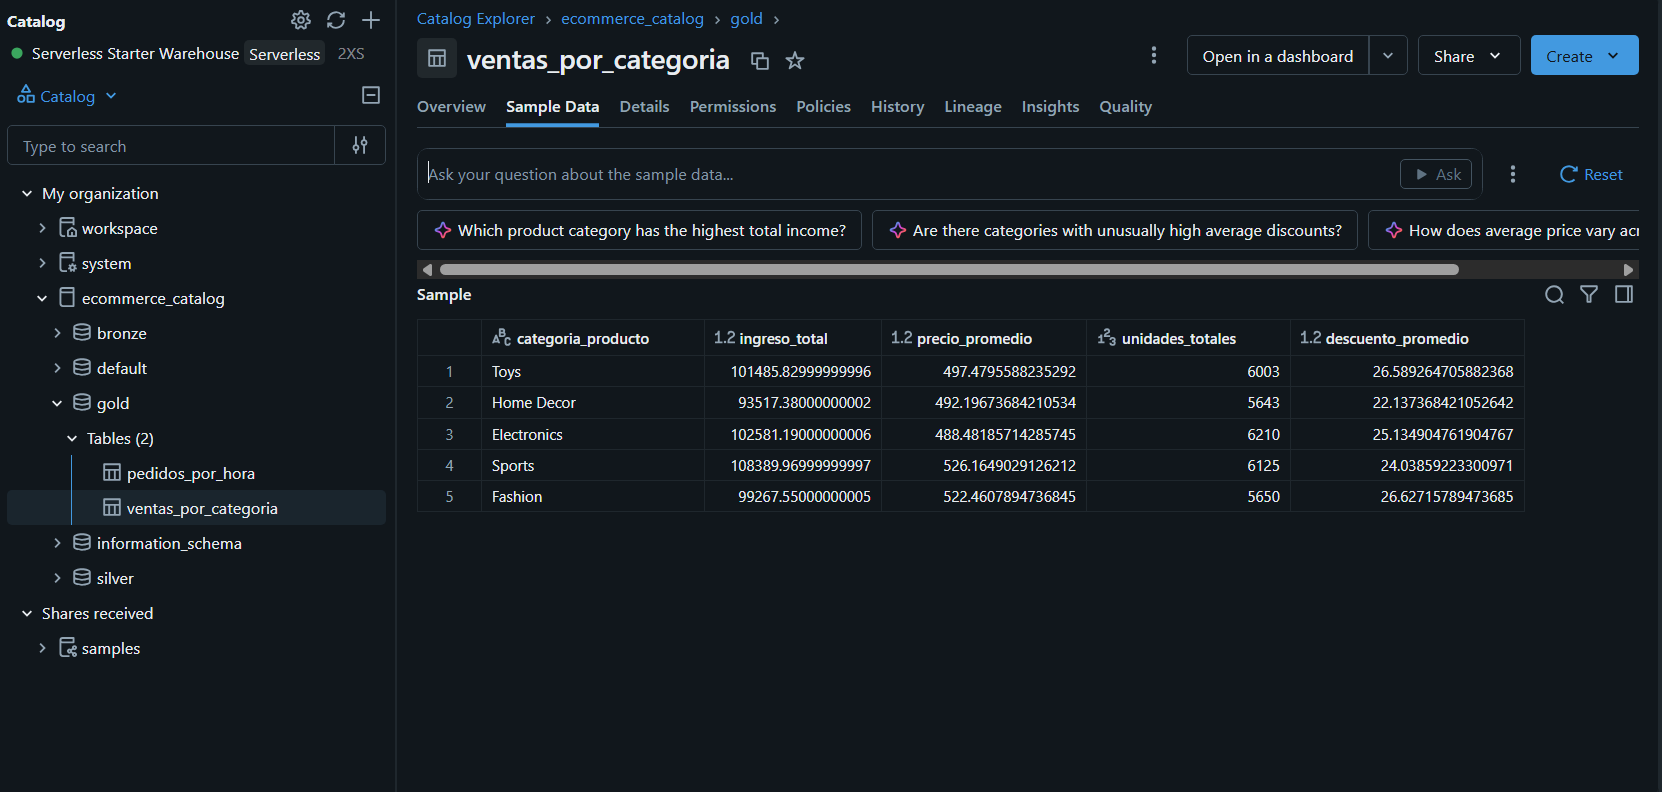 Catalog
Serverless Starter Warehouse Serverless 2XS
Catalog
Type to search
My organization
workspace
system
ecommerce_catalog
bronze
default
gold
Tables (2)
pedidos_por_hora
ventas_por_categoria
information_schema
silver
Shares received
samples
Catalog Explorer > ecommerce_catalog > gold >
ventas_por_categoria
Open in a dashboard Share Create
Overview Sample Data Details Permissions Policies History Lineage Insights Quality
Ask your question about the sample data... Ask Reset
Which product category has the highest total income? Are there categories with unusually high average discounts? How does average price vary acr
Sample
ABC categoria_producto 1.2 ingreso_total 1.2 precio_promedio 123 unidades_totales 1.2 descuento_promedio
1 Toys 101485.82999999996 497.4795588235292 6003 26.589264705882368
2 Home Decor 93517.38000000002 492.19673684210534 5643 22.137368421052642
3 Electronics 102581.19000000006 488.48185714285745 6210 25.134904761904767
4 Sports 108389.96999999997 526.1649029126212 6125 24.03859223300971
5 Fashion 99267.55000000005 522.4607894736845 5650 26.62715789473685